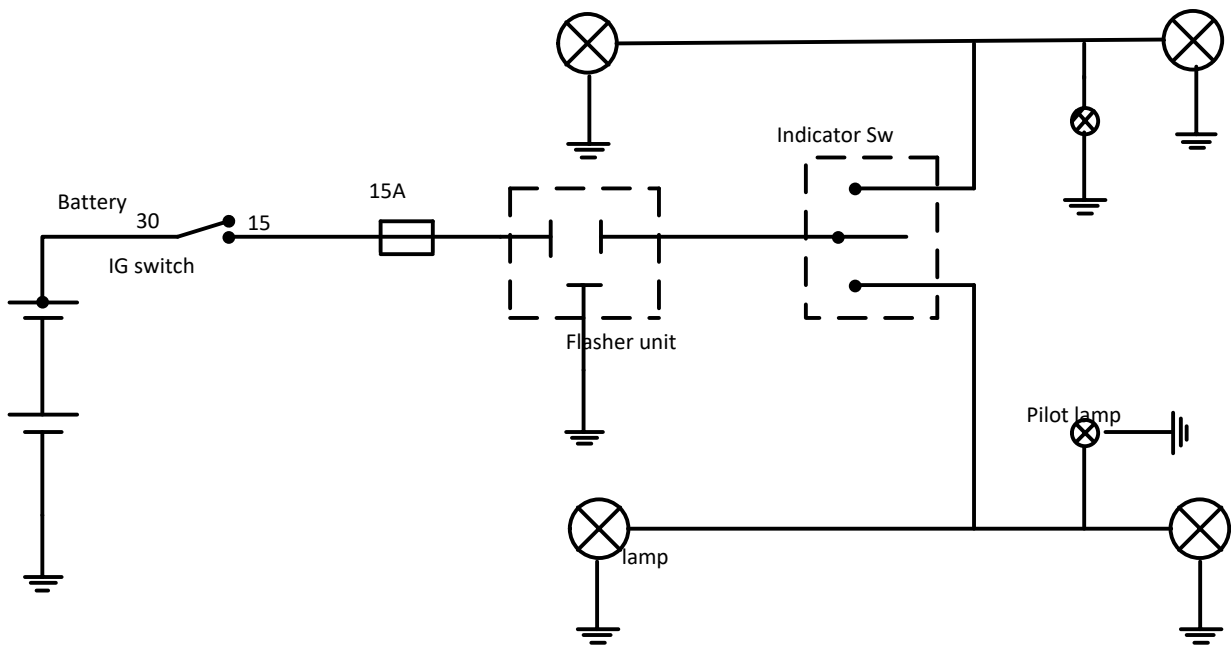 Indicator Sw
15A
Battery
30
15
IG switch
Flasher unit
Pilot lamp
lamp